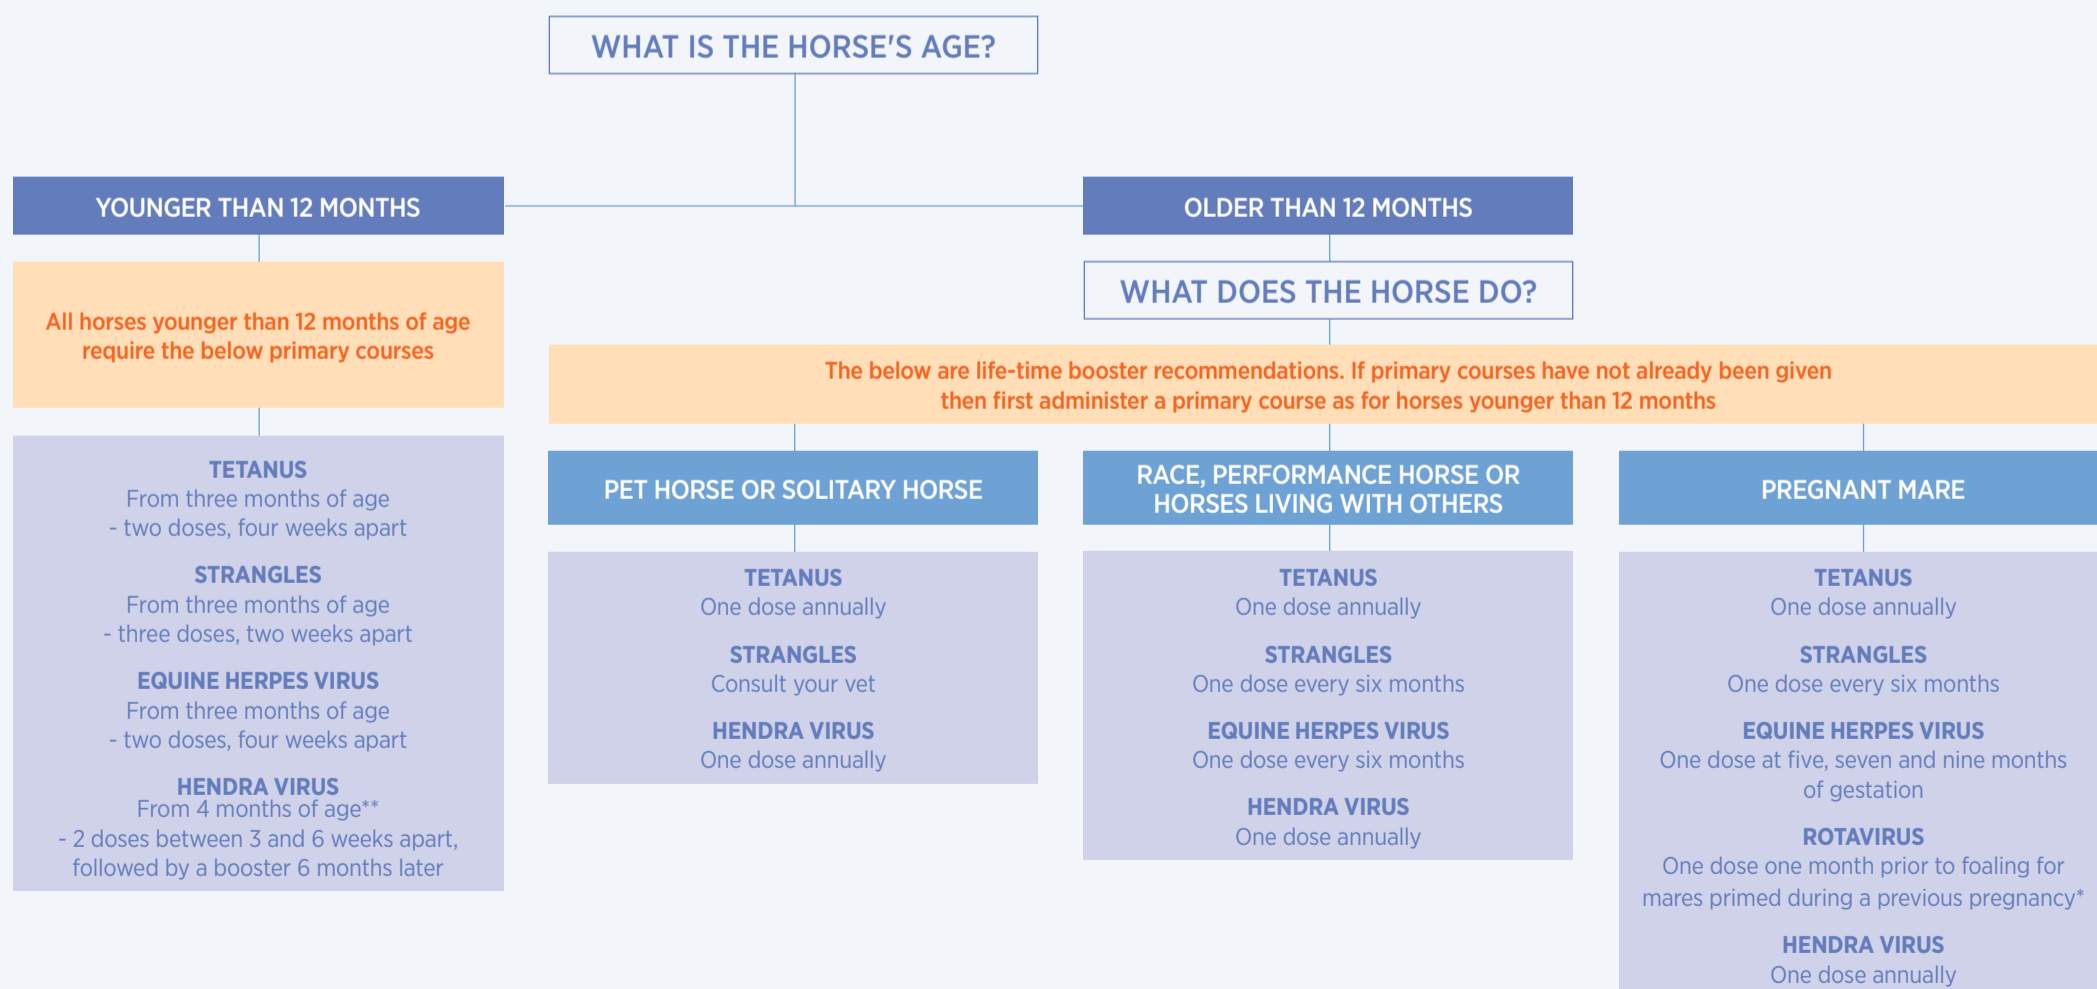 WHAT IS THE HORSE'S AGE?
YOUNGER THAN 12 MONTHS
All horses younger than 12 months of age
require the below primary courses
TETANUS
From three months of age
- two doses, four weeks apart
STRANGLES
From three months of age
- three doses, two weeks apart
EQUINE HERPES VIRUS
From three months of age
- two doses, four weeks apart
HENDRA VIRUS
From 4 months of age**
- 2 doses between 3 and 6 weeks apart,
followed by a booster 6 months later
OLDER THAN 12 MONTHS
WHAT DOES THE HORSE DO?
The below are life-time booster recommendations. If primary courses have not already been given
then first administer a primary course as for horses younger than 12 months
PET HORSE OR SOLITARY HORSE
TETANUS
One dose annually
STRANGLES
Consult your vet
HENDRA VIRUS
One dose annually
RACE, PERFORMANCE HORSE OR
HORSES LIVING WITH OTHERS
TETANUS
One dose annually
STRANGLES
One dose every six months
EQUINE HERPES VIRUS
One dose every six months
HENDRA VIRUS
One dose annually
PREGNANT MARE
TETANUS
One dose annually
STRANGLES
One dose every six months
EQUINE HERPES VIRUS
One dose at five, seven and nine months
of gestation
ROTAVIRUS
One dose one month prior to foaling for
mares primed during a previous pregnancy*
HENDRA VIRUS
One dose annually